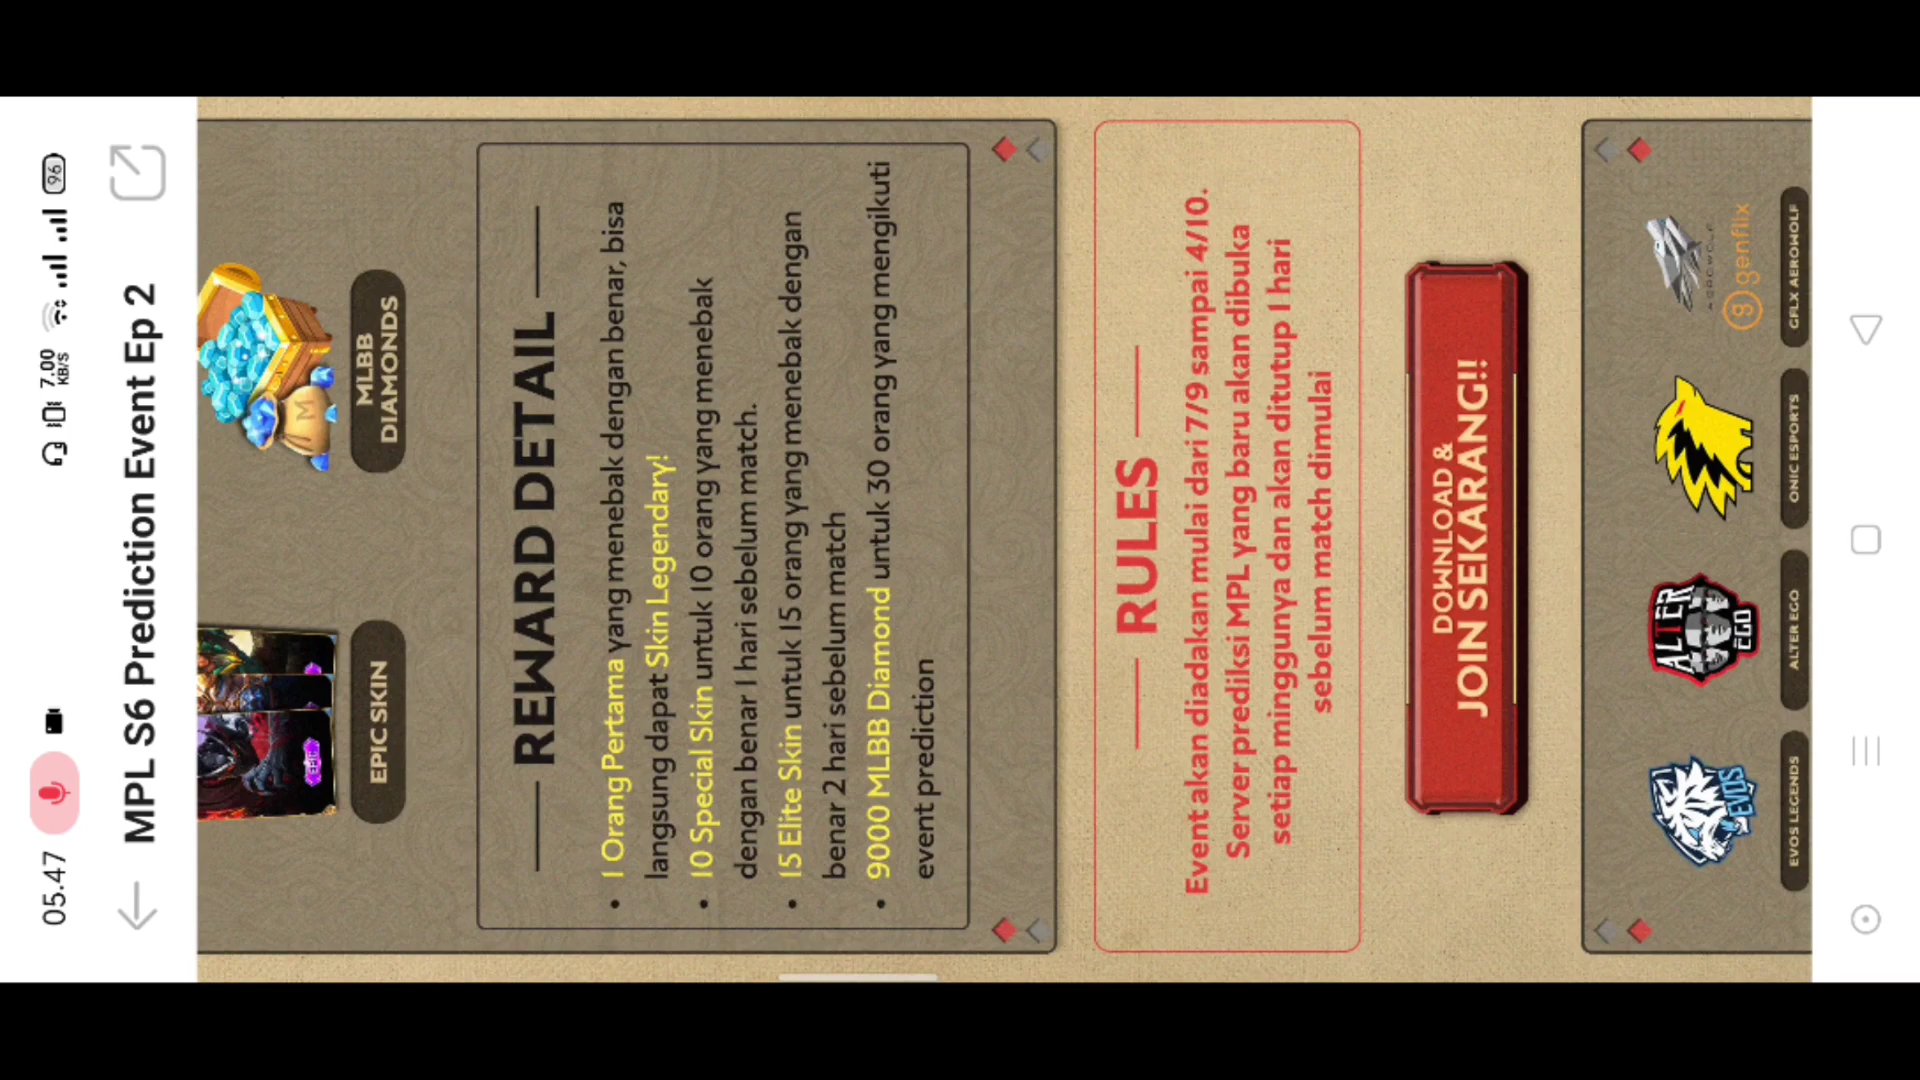 05.47
7.00
KB/S
96
MPL S6 Prediction Event Ep 2
EPIC
EPIC SKIN
M
MLBB
DIAMONDS
REWARD DETAIL
• 1 Orang Pertama yang menebak dengan benar, bisa
langsung dapat Skin Legendary!
• 10 Special Skin untuk 10 orang yang menebak
dengan benar 1 hari sebelum match.
• 15 Elite Skin untuk 15 orang yang menebak dengan
benar 2 hari sebelum match
• 9000 MLBB Diamond untuk 30 orang yang mengikuti
event prediction
RULES
Event akan diadakan mulai dari 7/9 sampai 4/10.
Server prediksi MPL yang baru akan dibuka
setiap minggunya dan akan ditutup 1 hari
sebelum match dimulai
DOWNLOAD &
JOIN SEKARANG!!
EVOS
ALTER
EGO
AEROWOLF
genflix
EVOS LEGENDS
ALTER EGO
ONIC ESPORTS
GFLX AEROWOLF